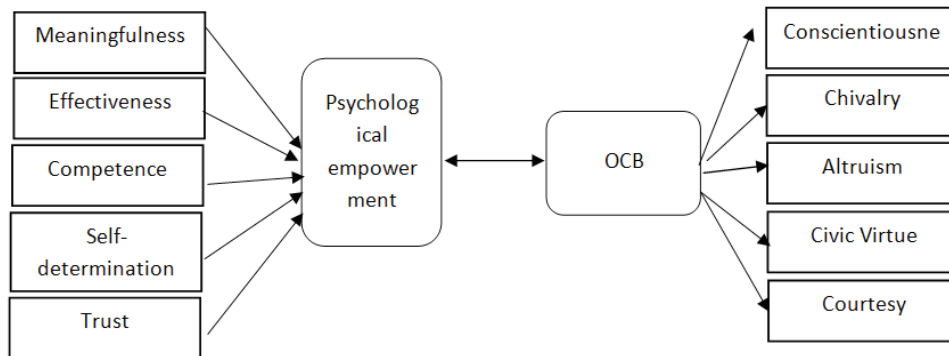 Meaningfulness
Effectiveness
Competence
Self-
determination
Trust
Psycholog
ical
empower
ment
OCB
Conscientiousne
Chivalry
Altruism
Civic Virtue
Courtesy